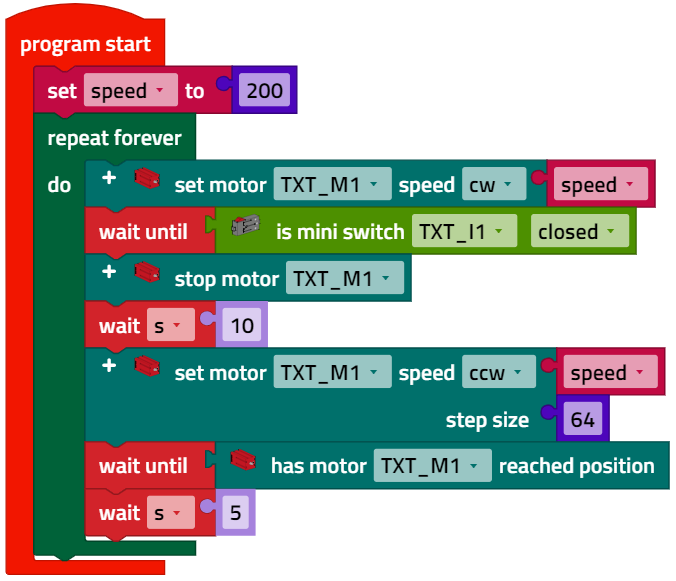 program start
set speed to 200
repeat forever
do + set motor TXT_M1 speed cw speed
wait until is mini switch TXT_I1 closed
+ stop motor TXT_M1
wait s 10
+ set motor TXT_M1 speed ccw speed
step size 64
wait until has motor TXT_M1 reached position
wait s 5